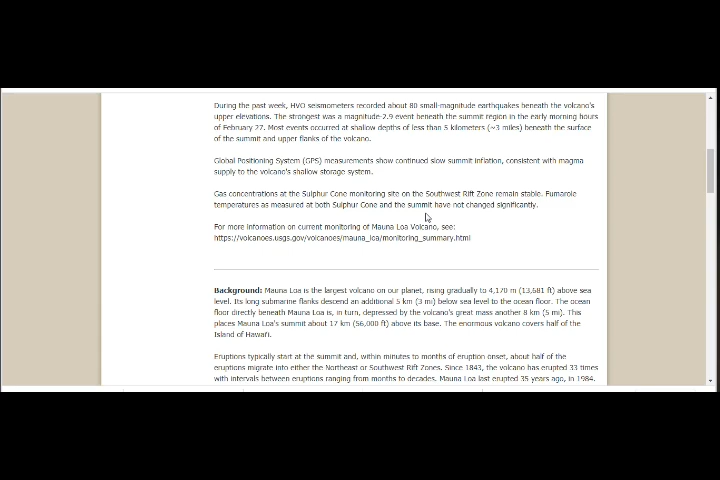 During the past week, HVO seismometers recorded about 80 small-magnitude earthquakes beneath the volcano's
upper elevations. The strongest was a magnitude-2.9 event beneath the summit region in the early morning hours
of February 27. Most events occurred at shallow depths of less than 5 kilometers (~3 miles) beneath the surface
of the summit and upper flanks of the volcano.
Global Positioning System (GPS) measurements show continued slow summit inflation, consistent with magma
supply to the volcano's shallow storage system.
Gas concentrations at the Sulphur Cone monitoring site on the Southwest Rift Zone remain stable. Fumarole
temperatures as measured at both Sulphur Cone and the summit have not changed significantly.
For more information on current monitoring of Mauna Loa Volcano, see:
https://volcanoes.usgs.gov/volcanoes/mauna_loa/monitoring_summary.html
Background: Mauna Loa is the largest volcano on our planet, rising gradually to 4,170 m (13,681 ft) above sea
level. Its long submarine flanks descend an additional 5 km (3 mi) below sea level to the ocean floor. The ocean
floor directly beneath Mauna Loa is, in turn, depressed by the volcano's great mass another 8 km (5 mi). This
places Mauna Loa's summit about 17 km (56,000 ft) above its base. The enormous volcano covers half of the
Island of Hawai'i.
Eruptions typically start at the summit and, within minutes to months of eruption onset, about half of the
eruptions migrate into either the Northeast or Southwest Rift Zones. Since 1843, the volcano has erupted 33 times
with intervals between eruptions ranging from months to decades. Mauna Loa last erupted 35 years ago, in 1984.